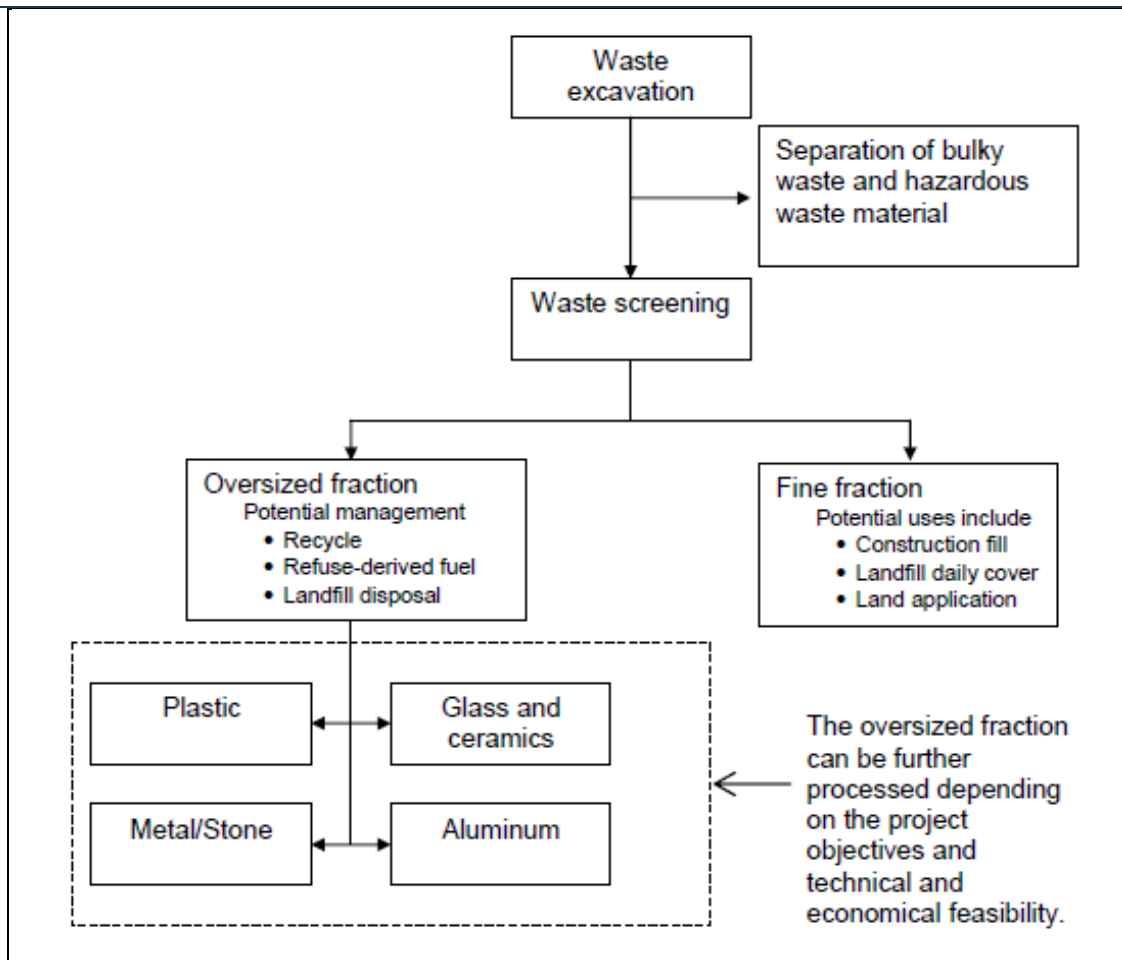 Waste
excavation
Separation of bulky
waste and hazardous
waste material
Waste screening
Oversized fraction
Potential management
• Recycle
• Refuse-derived fuel
• Landfill disposal
Fine fraction
Potential uses include
• Construction fill
• Landfill daily cover
• Land application
Plastic
Glass and
ceramics
Metal/Stone
Aluminum
The oversized fraction
can be further
processed depending
on the project
objectives and
technical and
economical feasibility.